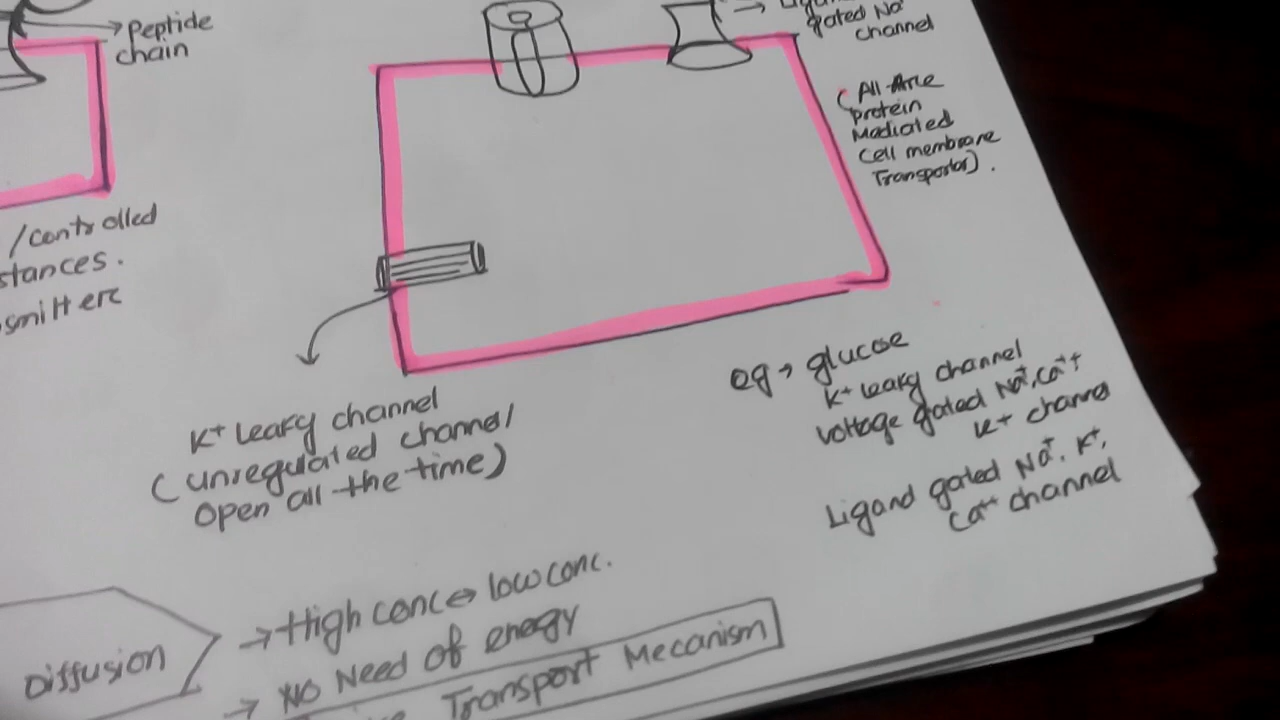 Peptide
chain
gated Na+
channel
(All are
protein
Mediated
Cell membrane
Transportor).
/controlled
stances.
smitters
K+ Leaky channel
(unregulated channel/
open all the time)
eg → glucose
K+ Leaky channel
voltage gated Na+, Ca++
K+ channel
Ligand gated Na+, K+,
Ca++ channel
Diffusion
→ High conc → low conc.
→ No Need of energy
Transport Mecanism